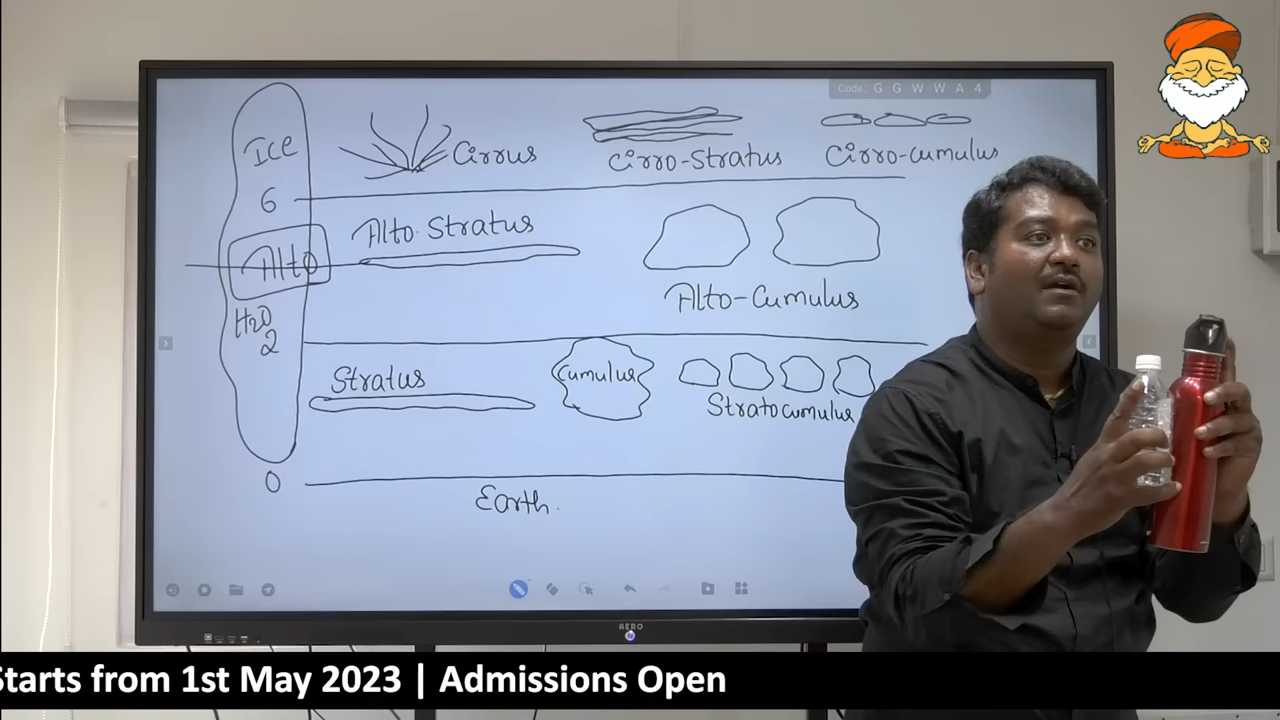 Code: G G W W A 4
Ice
Cirrus
Cirro-Stratus
Cirro-cumulus
6
Alto Stratus
Alto
Alto-Cumulus
H2O
2
Stratus
Cumulus
Stratocumulus
0
Earth.
AERO
Starts from 1st May 2023 | Admissions Open